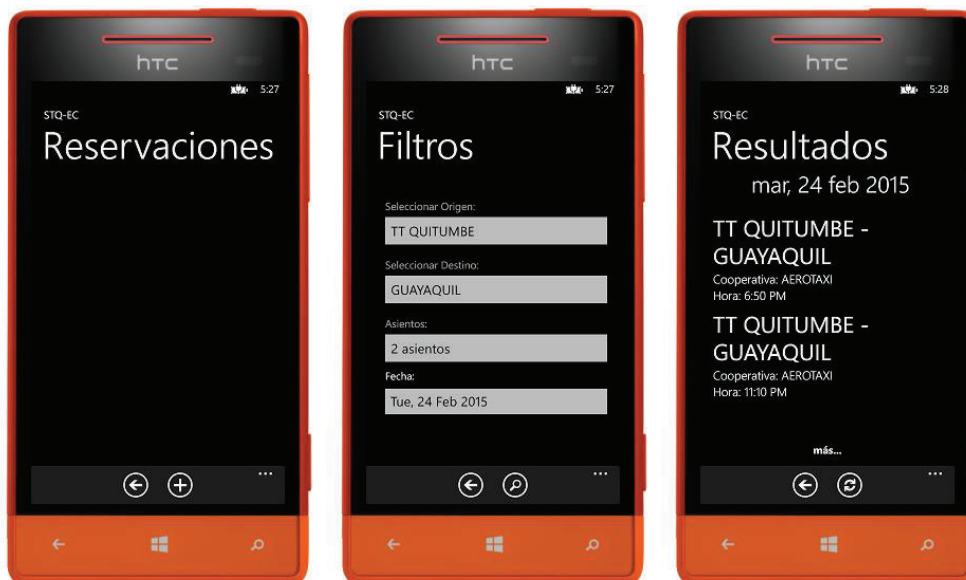 hTC
5:27
STQ-EC
Reservaciones
hTC
5:27
STQ-EC
Filtros
Seleccionar Origen:
TT QUITUMBE
Seleccionar Destino:
GUAYAQUIL
Asientos:
2 asientos
Fecha:
Tue, 24 Feb 2015
hTC
5:28
STQ-EC
Resultados
mar, 24 feb 2015
TT QUITUMBE -
GUAYAQUIL
Cooperativa: AEROTAXI
Hora: 6:50 PM
TT QUITUMBE -
GUAYAQUIL
Cooperativa: AEROTAXI
Hora: 11:10 PM
más...